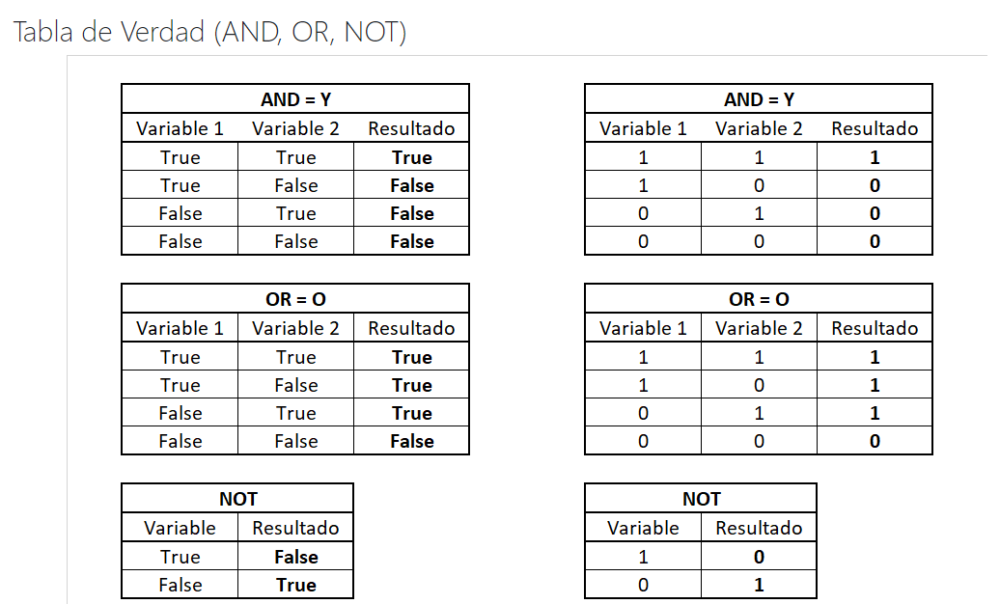 Tabla de Verdad (AND, OR, NOT)
AND = Y
Variable 1 Variable 2 Resultado
True True True
True False False
False True False
False False False
AND = Y
Variable 1 Variable 2 Resultado
1 1 1
1 0 0
0 1 0
0 0 0
OR = O
Variable 1 Variable 2 Resultado
True True True
True False True
False True True
False False False
OR = O
Variable 1 Variable 2 Resultado
1 1 1
1 0 1
0 1 1
0 0 0
NOT
Variable Resultado
True False
False True
NOT
Variable Resultado
1 0
0 1